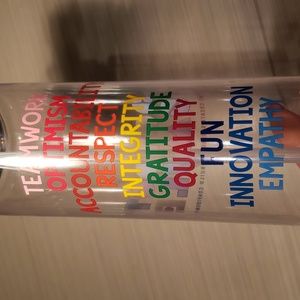 TEAMWORK
OPTIMISM
ACCOUNTABILITY
RESPECT
INTEGRITY
GRATITUDE
QUALITY
FUN
INNOVATION
EMPATHY